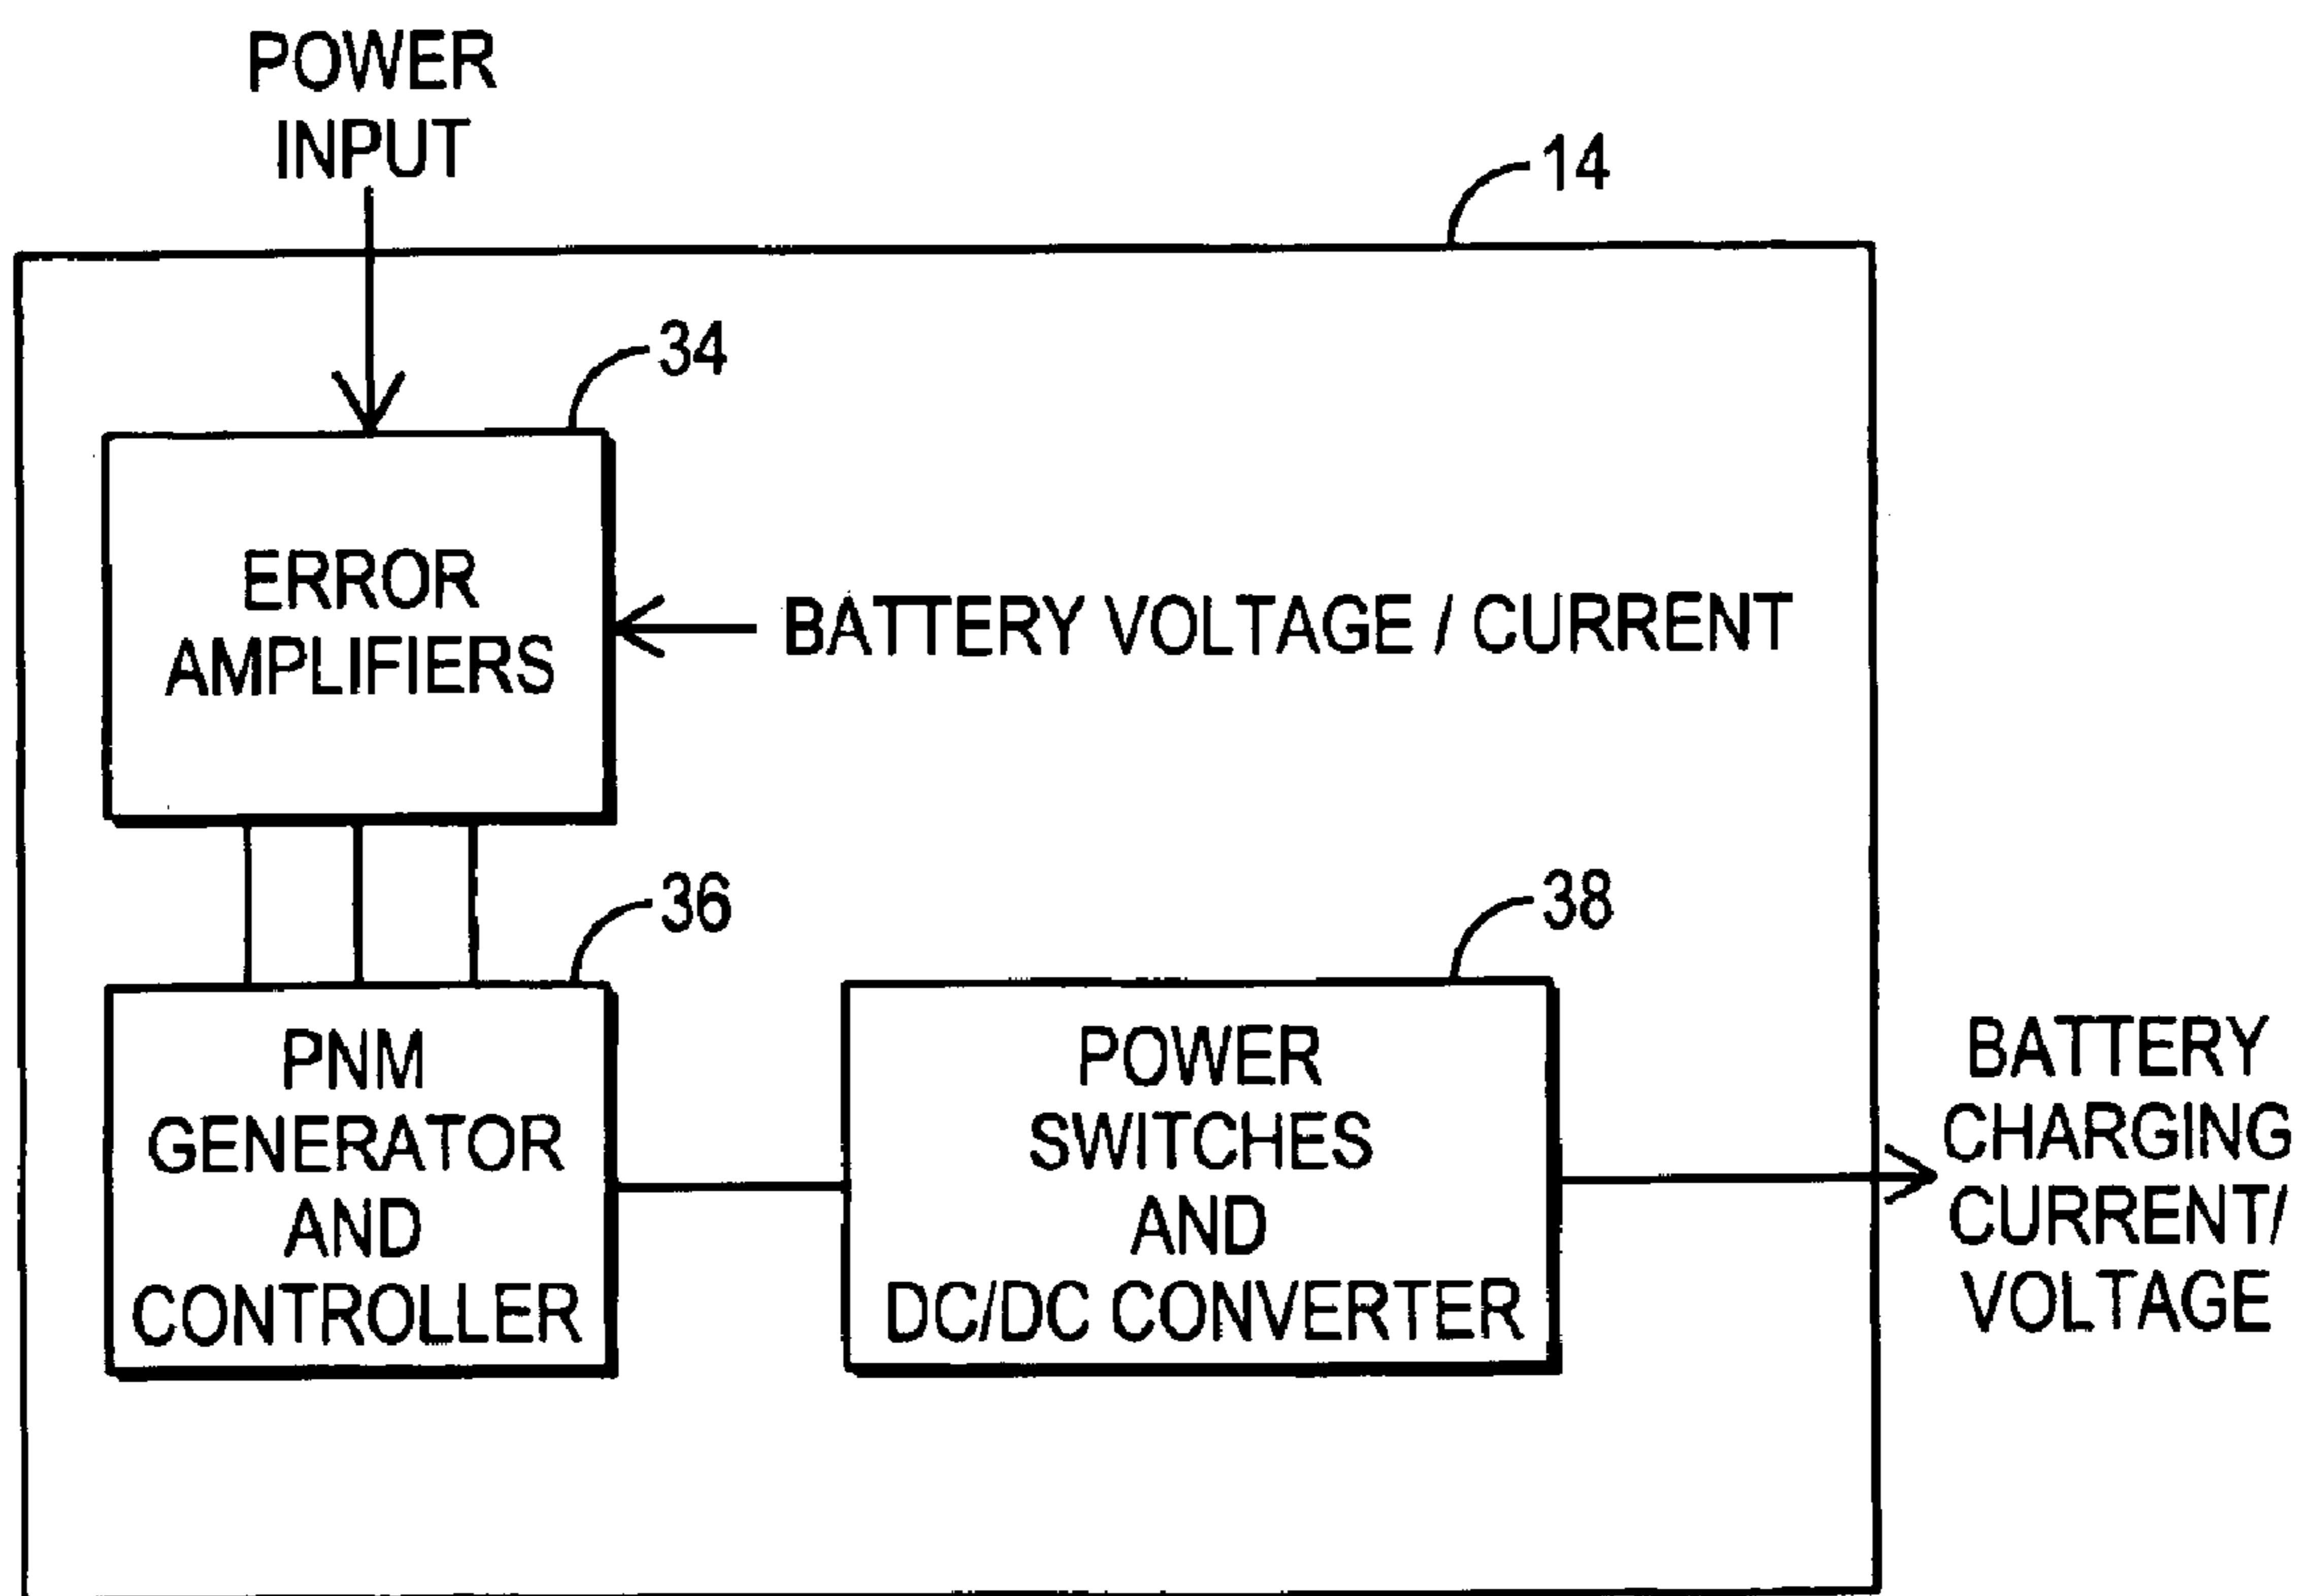 POWER
INPUT
14
34
ERROR
AMPLIFIERS
BATTERY VOLTAGE / CURRENT
36
PNM
GENERATOR
AND
CONTROLLER
38
POWER
SWITCHES
AND
DC/DC CONVERTER
BATTERY
CHARGING
CURRENT/
VOLTAGE